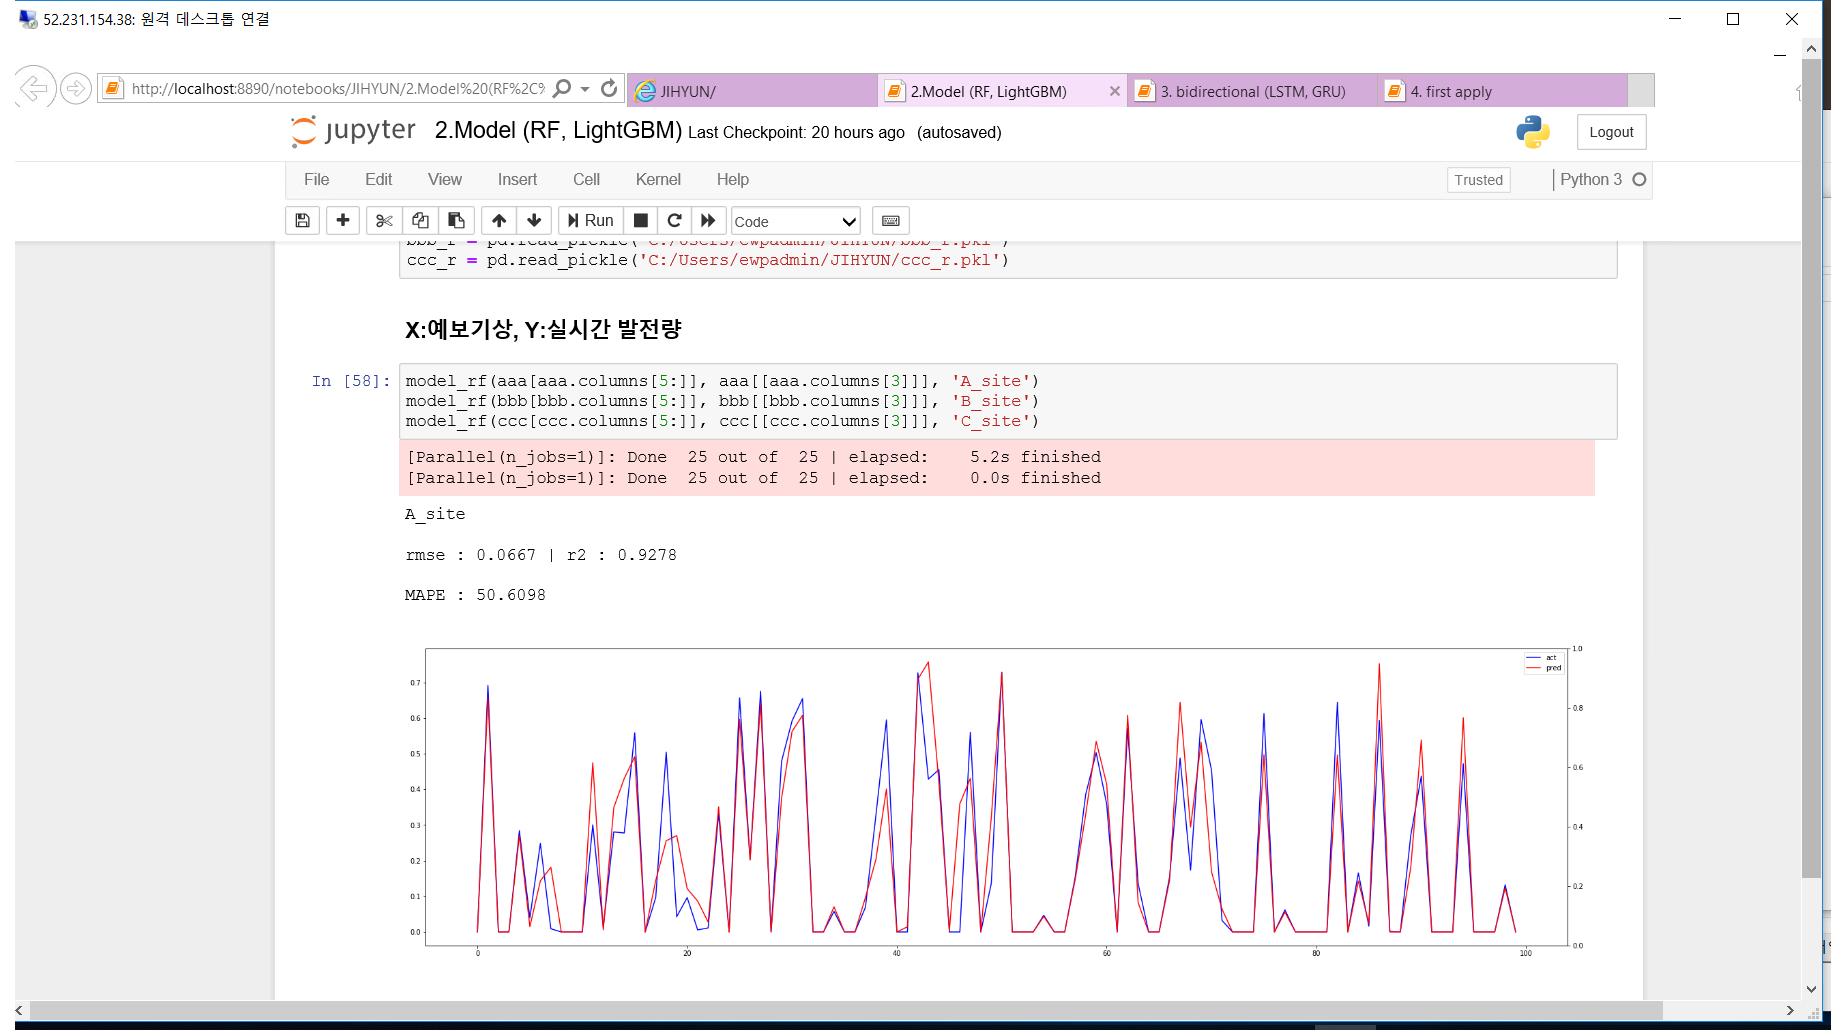 52.231.154.38: 원격 데스크톱 연결
http://localhost:8890/notebooks/JIHYUN/2.Model%20(RF%2C%
JIHYUN/
2.Model (RF, LightGBM)
3. bidirectional (LSTM, GRU)
4. first apply
jupyter
2.Model (RF, LightGBM) Last Checkpoint: 20 hours ago (autosaved)
Logout
File Edit View Insert Cell Kernel Help
Trusted
Python 3
Run
Code
bbb_r = pd.read_pickle('C:/Users/ewpadmin/JIHYUN/bbb_r.pkl')
ccc_r = pd.read_pickle('C:/Users/ewpadmin/JIHYUN/ccc_r.pkl')
X:예보기상, Y:실시간 발전량
In [58]:
model_rf(aaa[aaa.columns[5:]], aaa[[aaa.columns[3]]], 'A_site')
model_rf(bbb[bbb.columns[5:]], bbb[[bbb.columns[3]]], 'B_site')
model_rf(ccc[ccc.columns[5:]], ccc[[ccc.columns[3]]], 'C_site')
[Parallel(n_jobs=1)]: Done 25 out of 25 | elapsed: 5.2s finished
[Parallel(n_jobs=1)]: Done 25 out of 25 | elapsed: 0.0s finished
A_site
rmse : 0.0667 | r2 : 0.9278
MAPE : 50.6098
act
pred
0.7
0.6
0.5
0.4
0.3
0.2
0.1
0.0
1.0
0.8
0.6
0.4
0.2
0.0
0 20 40 60 80 100